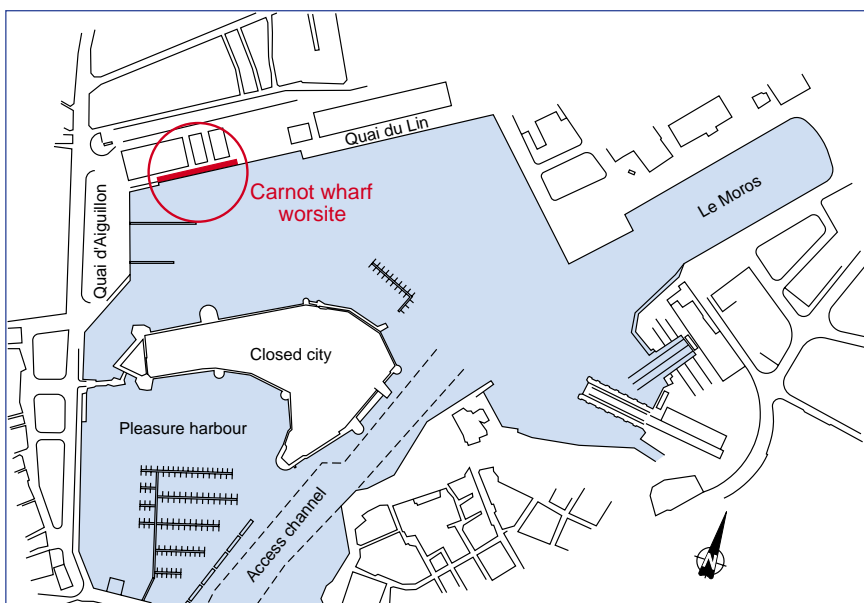 Quai du Lin
Carnot wharf
worsite
Le Moros
Quai d'Aiguillon
Closed city
Pleasure harbour
Access channel
N